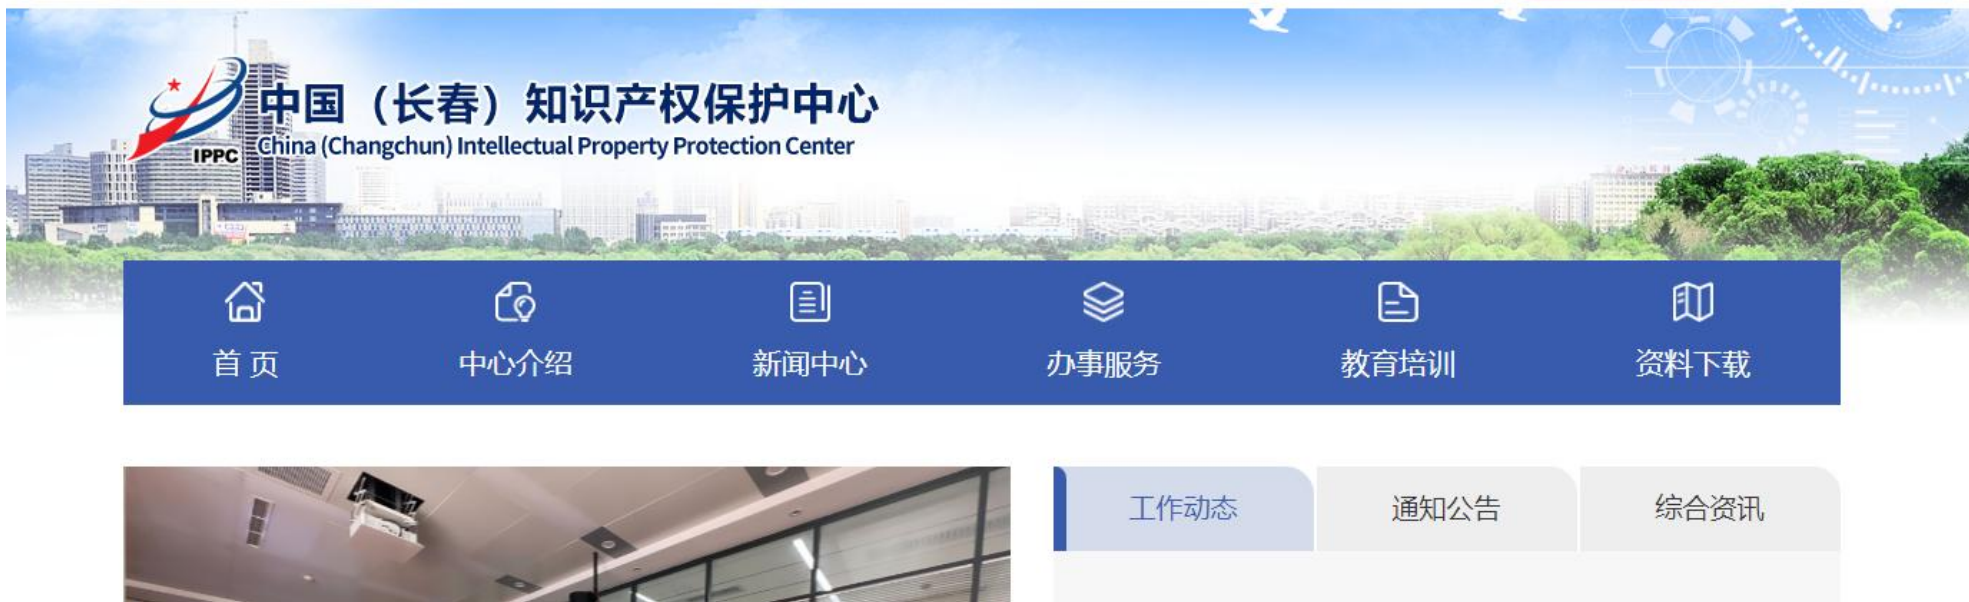 中国（长春）知识产权保护中心
IPPC
China (Changchun) Intellectual Property Protection Center
首页
中心介绍
新闻中心
办事服务
教育培训
资料下载
工作动态
通知公告
综合资讯